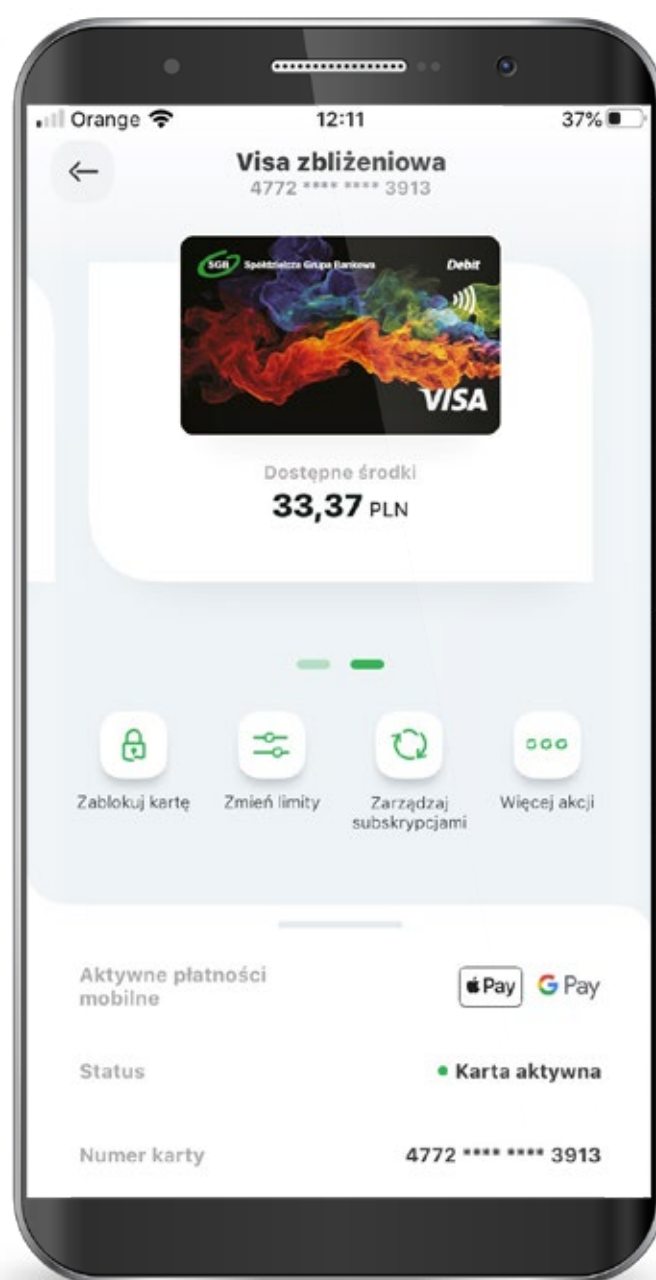 Orange
12:11
37%
Visa zbliżeniowa
4772 **** **** 3913
SGB Spółdzielcza Grupa Bankowa
Debit
VISA
Dostępne środki
33,37 PLN
Zablokuj kartę
Zmień limity
Zarządzaj
subskrypcjami
Więcej akcji
Aktywne płatności
mobilne
Pay
G Pay
Status
Karta aktywna
Numer karty
4772 **** **** 3913